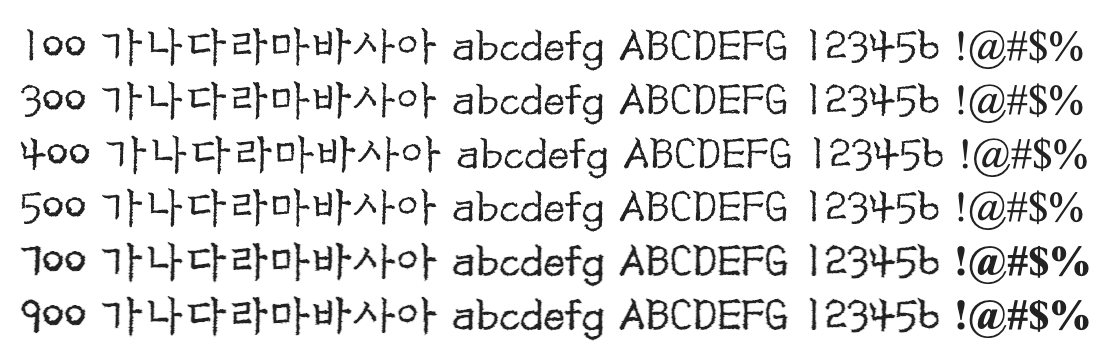 100 가나다라마바사아 abcdefg ABCDEFG 123456 !@#$%
300 가나다라마바사아 abcdefg ABCDEFG 123456 !@#$%
400 가나다라마바사아 abcdefg ABCDEFG 123456 !@#$%
500 가나다라마바사아 abcdefg ABCDEFG 123456 !@#$%
700 가나다라마바사아 abcdefg ABCDEFG 123456 !@#$%
900 가나다라마바사아 abcdefg ABCDEFG 123456 !@#$%